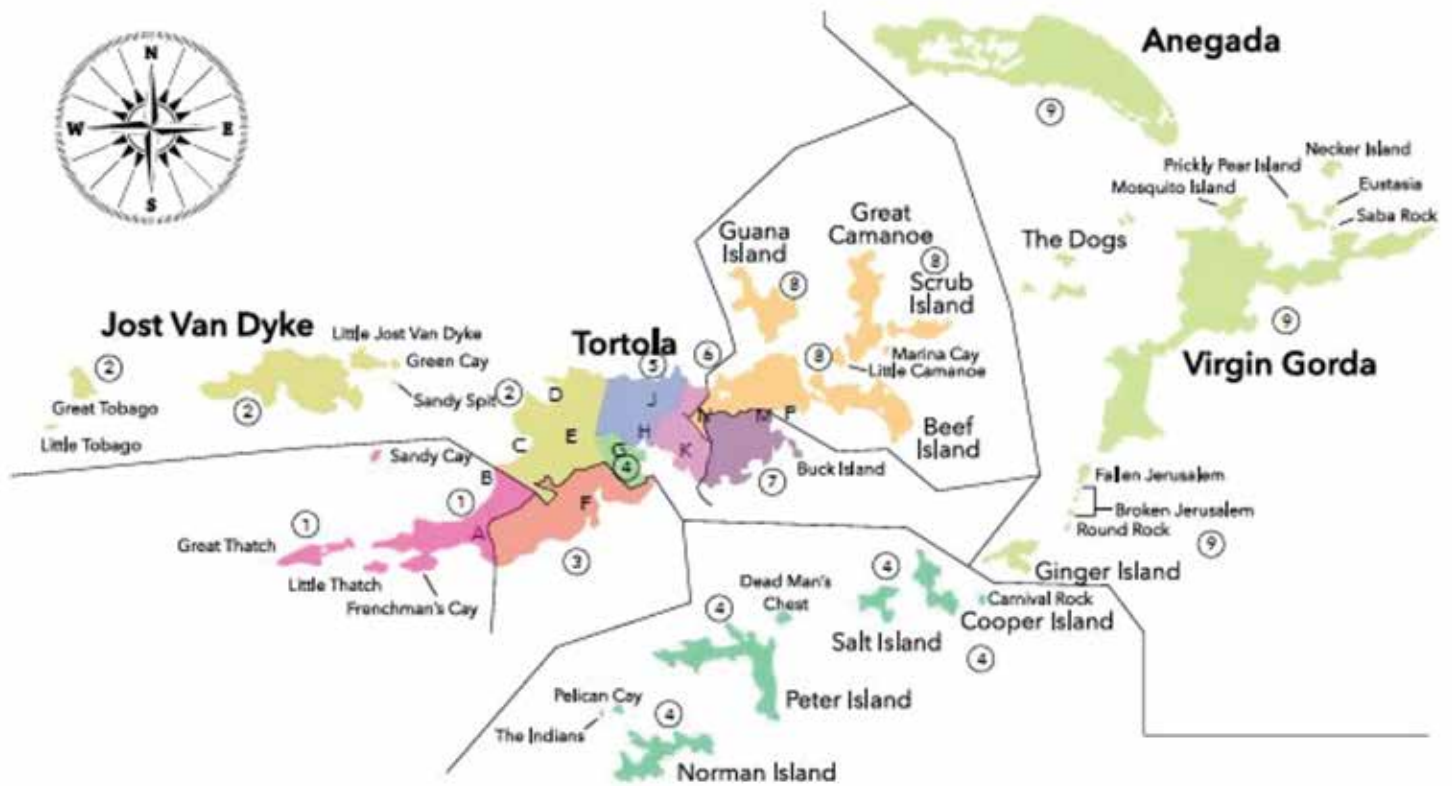 N
W
E
S
Anegada
9
Necker Island
Prickly Pear Island
Mosquito Island
Eustasia
Saba Rock
The Dogs
Great
Camanoe
8
Guana
Island
8
Scrub
Island
9
Virgin Gorda
Jost Van Dyke
Little Jost Van Dyke
Green Cay
Sandy Spit
2
2
2
Great Tobago
Little Tobago
Tortola
5
6
8
Marina Cay
Little Camanoe
Beef
Island
D
J
N
M
P
C
E
H
G
K
4
B
F
A
7
Buck Island
Sandy Cay
1
1
Great Thatch
Little Thatch
Frenchman's Cay
3
Fallen Jerusalem
Broken Jerusalem
Round Rock
9
Ginger Island
Dead Man's
Chest
4
4
Carnival Rock
Cooper Island
Salt Island
4
Peter Island
Pelican Cay
The Indians
4
Norman Island